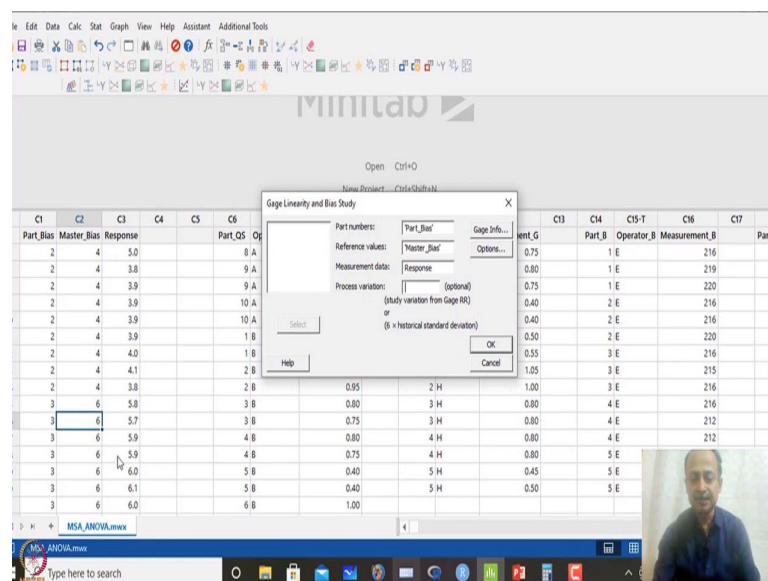 Edit Data Calc Stat Graph View Help Assistant Additional Tools
Minitab
Open Ctrl+O
New Project Ctrl+Shift+N
Gage Linearity and Bias Study X
Part numbers: 'Part_Bias' Gage Info...
Reference values: 'Master_Bias' Options...
Measurement data: Response
Process variation: (optional)
(study variation from Gage RR)
or
(6 × historical standard deviation)
Select
OK
Help Cancel
C1 C2 C3 C4 C5 C6 C13 C14 C15-T C16 C17
Part_Bias Master_Bias Response Part_QS Op ent_G Part_B Operator_B Measurement_B Par
2 4 5.0 8 A 0.75 1 E 216
2 4 3.8 9 A 0.80 1 E 219
2 4 3.9 9 A 0.75 1 E 220
2 4 3.9 10 A 0.40 2 E 216
2 4 3.9 10 A 0.40 2 E 216
2 4 3.9 1 B 0.50 2 E 220
2 4 4.0 1 B 0.55 3 E 216
2 4 4.1 2 B 1.05 3 E 215
2 4 3.8 2 B 0.95 2 H 1.00 3 E 216
3 6 5.8 3 B 0.80 3 H 0.80 4 E 216
3 6 5.7 3 B 0.75 3 H 0.80 4 E 212
3 6 5.9 4 B 0.80 4 H 0.80 4 E 212
3 6 5.9 4 B 0.75 4 H 0.80 5 E
3 6 6.0 5 B 0.40 5 H 0.45 5 E
3 6 6.1 5 B 0.40 5 H 0.50 5 E
3 6 6.0 6 B 1.00
MSA_ANOVA.mwx
MSA_ANOVA.mwx
Type here to search